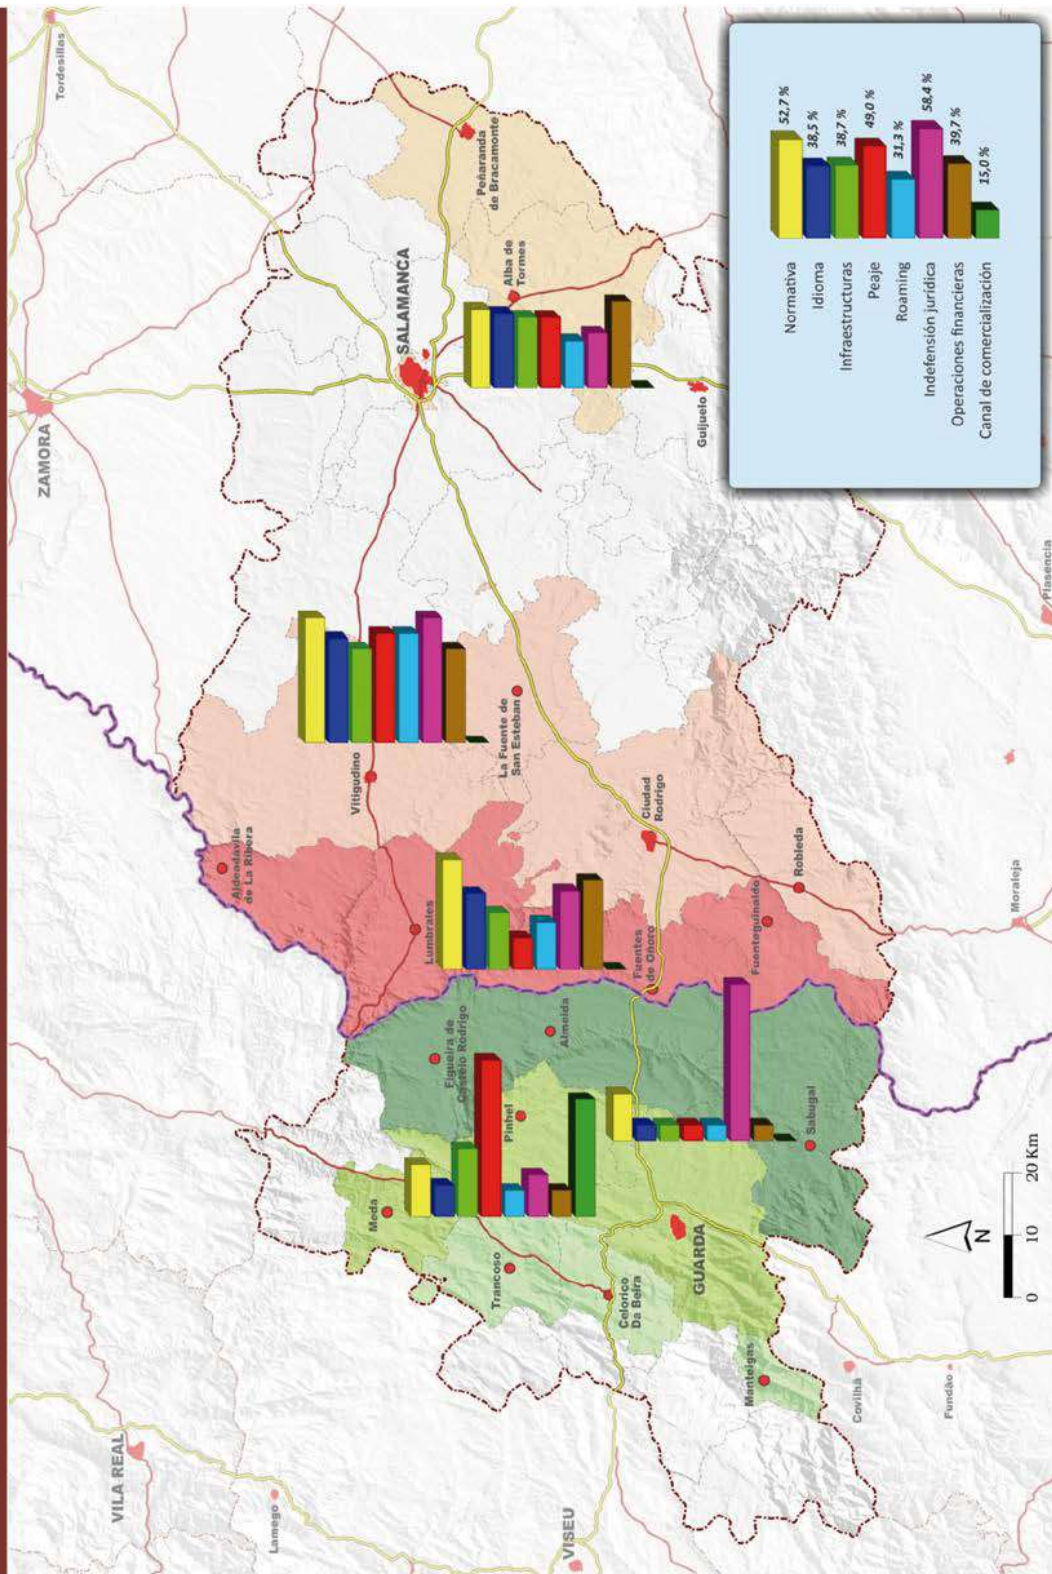 ZAMORA
Tordesillas
VILA REAL
Lamego
VISEU
Aldeadávila
de La Ribera
Vitigudino
Lumbrales
SALAMANCA
Peñaranda
de Bracamonte
Alba de
Tormes
La Fuente de
San Esteban
Figueira de
Castelo Rodrigo
Almeida
Meda
Pinhel
Trancoso
Celorico
Da Beira
GUARDA
Manteigas
Sabugal
Fuentes
de Oñoro
Ciudad
Rodrigo
Fuenteguinaldo
Robleda
Guijuelo
Covilhã
Fundão
Moraleja
Plasencia
N
0 10 20 Km
Normativa 52,7 %
Idioma 38,5 %
Infraestructuras 38,7 %
Peaje 49,0 %
Roaming 31,3 %
Indefensión jurídica 58,4 %
Operaciones financieras 39,7 %
Canal de comercialización 15,0 %